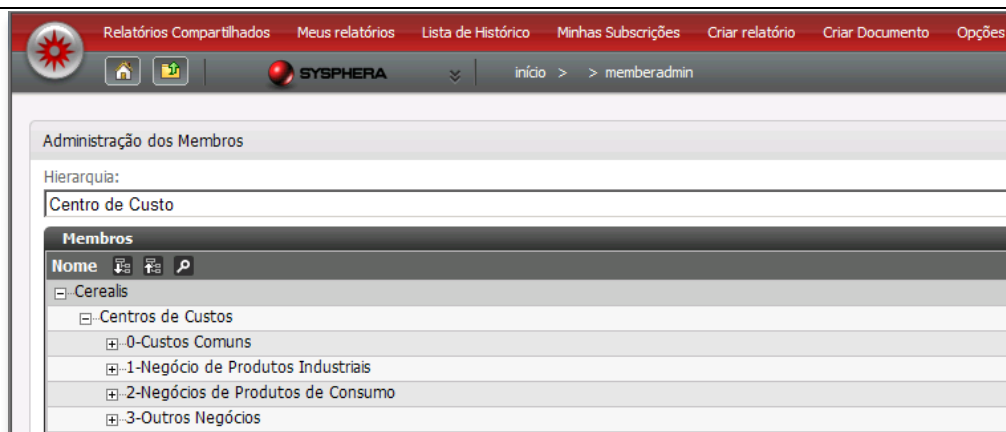 Relatórios Compartilhados Meus relatórios Lista de Histórico Minhas Subscrições Criar relatório Criar Documento Opções
SYSPHERA início > > memberadmin
Administração dos Membros
Hierarquia:
Centro de Custo
Membros
Nome
Cerealis
Centros de Custos
0-Custos Comuns
1-Negócio de Produtos Industriais
2-Negócios de Produtos de Consumo
3-Outros Negócios